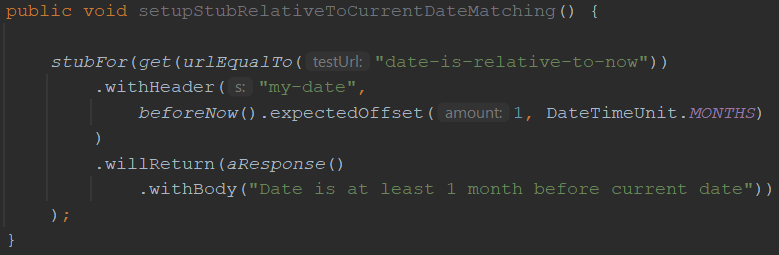 public void setupStubRelativeToCurrentDateMatching() {
stubFor(get(urlEqualTo( testUrl: "date-is-relative-to-now"))
.withHeader( s: "my-date",
beforeNow().expectedOffset( amount: 1, DateTimeUnit.MONTHS)
)
.willReturn(aResponse()
.withBody("Date is at least 1 month before current date"))
);
}